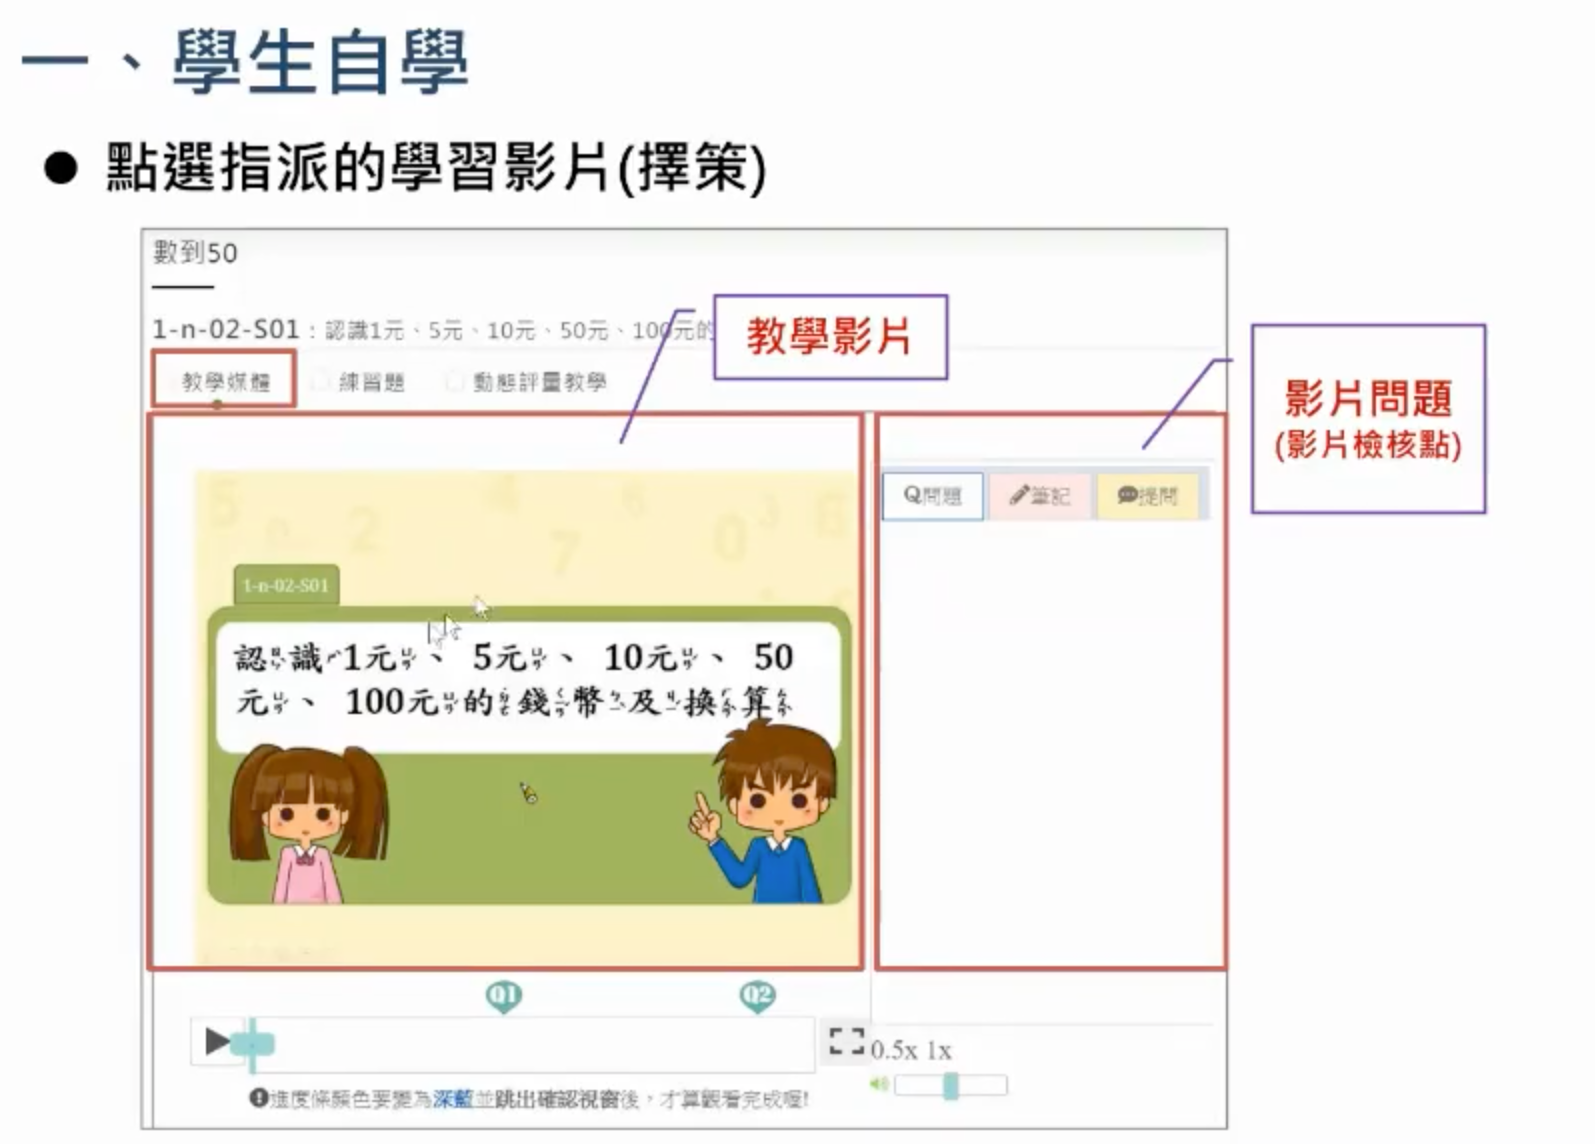 一、學生自學
● 點選指派的學習影片(擇策)
數到50
1-n-02-S01：認識1元、5元、10元、50元、100元的
教學影片
影片問題
(影片檢核點)
教學媒體 練習題 動態評量教學
Q問題 筆記 提問
1-n-02-S01
認識1元、5元、10元、50
元、100元的錢幣及換算
Q1 Q2
0.5x 1x
進度條顏色要變為深藍並跳出確認視窗後，才算觀看完成喔!